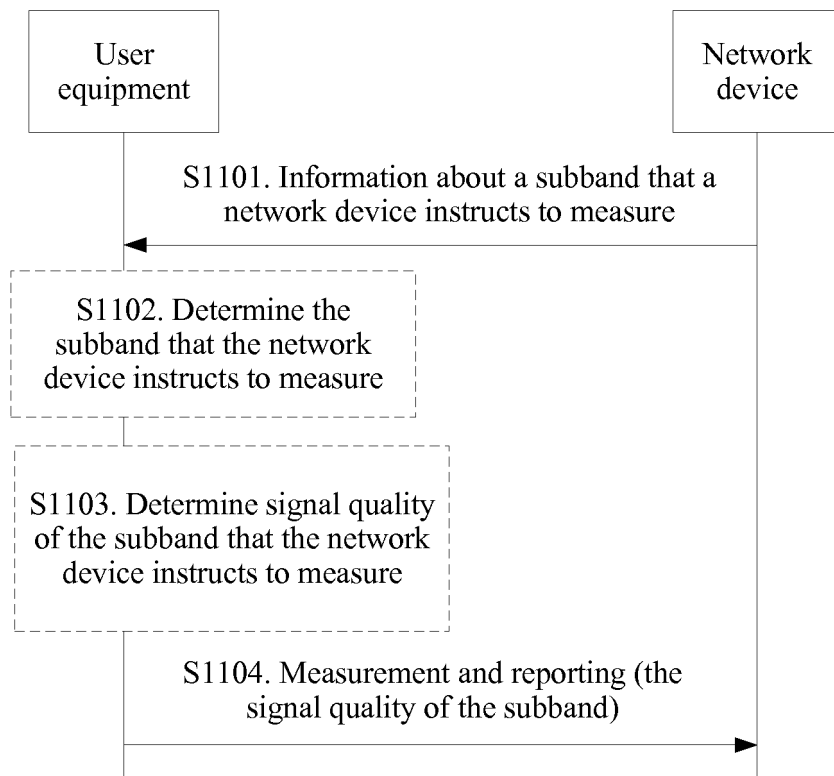 User
equipment
Network
device
S1101. Information about a subband that a
network device instructs to measure
S1102. Determine the
subband that the network
device instructs to measure
S1103. Determine signal quality
of the subband that the network
device instructs to measure
S1104. Measurement and reporting (the
signal quality of the subband)